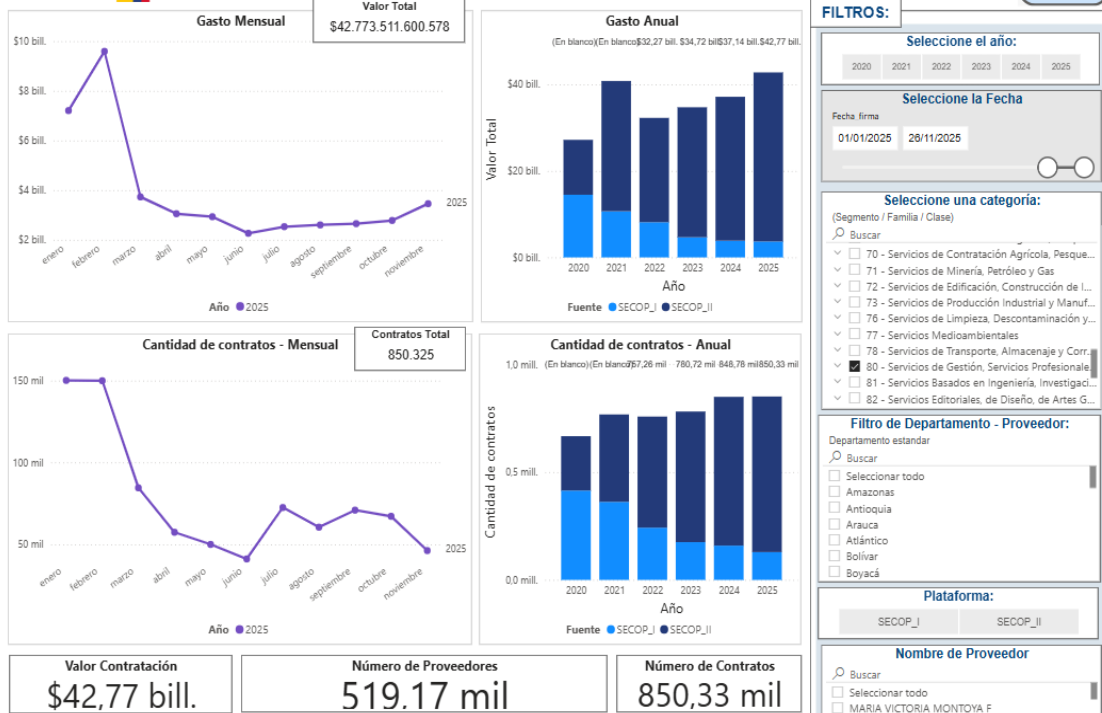 Gasto Mensual
Valor Total
$42.773.511.600.578
$10 bill.
$8 bill.
$6 bill.
$4 bill.
$2 bill.
2025
enero
febrero
marzo
abril
mayo
junio
julio
agosto
septiembre
octubre
noviembre
Año 2025
Gasto Anual
(En blanco)(En blanco)$32,27 bill. $34,72 bill$37,14 bill.$42,77 bill.
Valor Total
$40 bill.
$20 bill.
$0 bill.
2020 2021 2022 2023 2024 2025
Año
Fuente SECOP_I SECOP_II
Cantidad de contratos - Mensual
Contratos Total
850.325
150 mil
100 mil
50 mil
2025
enero
febrero
marzo
abril
mayo
junio
julio
agosto
septiembre
octubre
noviembre
Año 2025
Cantidad de contratos - Anual
(En blanco)(En blanco)757,26 mil 780,72 mil 848,78 mil850,33 mil
Cantidad de contratos
1,0 mill.
0,5 mill.
0,0 mill.
2020 2021 2022 2023 2024 2025
Año
Fuente SECOP_I SECOP_II
Valor Contratación
$42,77 bill.
Número de Proveedores
519,17 mil
Número de Contratos
850,33 mil
FILTROS:
Seleccione el año:
2020 2021 2022 2023 2024 2025
Seleccione la Fecha
Fecha_firma
01/01/2025 26/11/2025
Seleccione una categoría:
(Segmento / Familia / Clase)
Buscar
70 - Servicios de Contratación Agrícola, Pesque...
71 - Servicios de Minería, Petróleo y Gas
72 - Servicios de Edificación, Construcción de I...
73 - Servicios de Producción Industrial y Manuf...
76 - Servicios de Limpieza, Descontaminación y...
77 - Servicios Medioambientales
78 - Servicios de Transporte, Almacenaje y Corr...
80 - Servicios de Gestión, Servicios Profesionale...
81 - Servicios Basados en Ingeniería, Investigaci...
82 - Servicios Editoriales, de Diseño, de Artes G...
Filtro de Departamento - Proveedor:
Departamento estandar
Buscar
Seleccionar todo
Amazonas
Antioquia
Arauca
Atlántico
Bolívar
Boyacá
Plataforma:
SECOP_I SECOP_II
Nombre de Proveedor
Buscar
Seleccionar todo
MARIA VICTORIA MONTOYA F